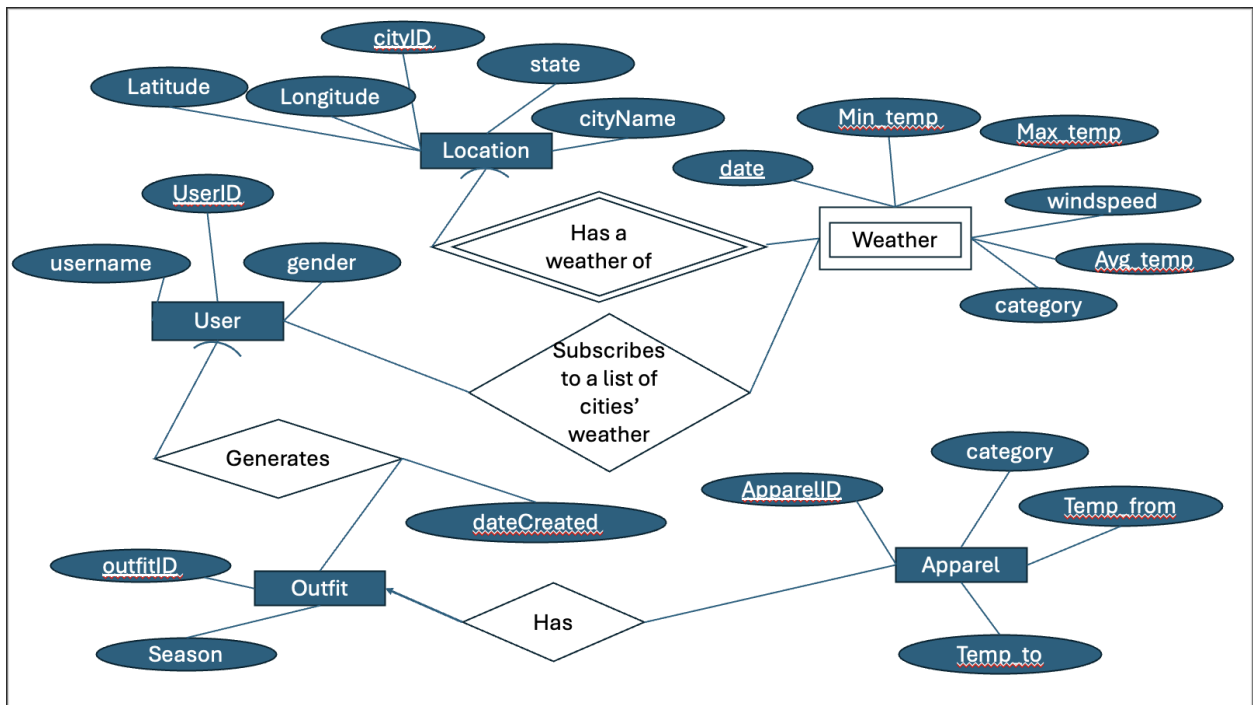 cityID
state
Latitude
Longitude
cityName
Location
Min_temp
Max_temp
date
windspeed
Weather
Avg_temp
category
Has a
weather of
UserID
username
gender
User
Subscribes
to a list of
cities’
weather
Generates
dateCreated
outfitID
Outfit
Season
Has
category
ApparelID
Temp_from
Apparel
Temp_to